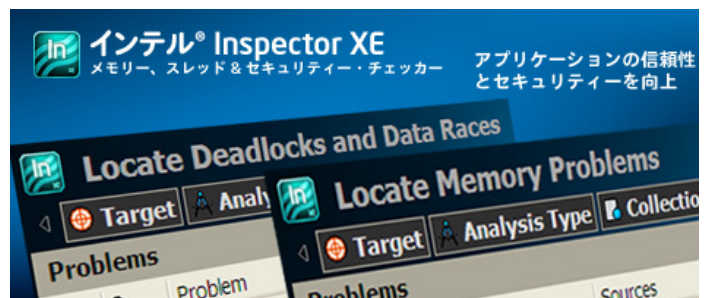 インテル® Inspector XE
メモリー、スレッド & セキュリティー・チェッカー
アプリケーションの信頼性
とセキュリティーを向上
In
XE
Locate Deadlocks and Data Races
Target
Problems
Problem
Locate Memory Problems
Target
Analysis Type
Problems
Sources